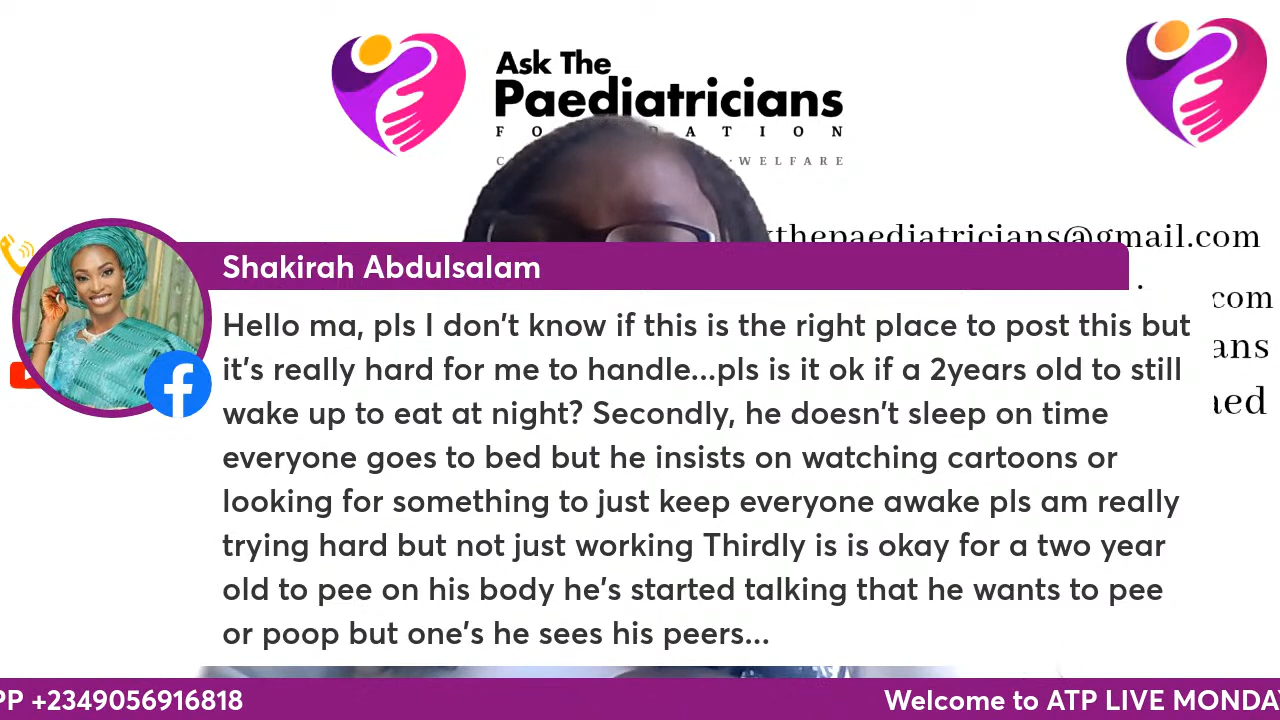 Ask The
Paediatricians
WELFARE
@gmail.com
Shakirah Abdulsalam
com
Hello ma, pls I don't know if this is the right place to post this but
it's really hard for me to handle...pls is it ok if a 2years old to still
wake up to eat at night? Secondly, he doesn't sleep on time
everyone goes to bed but he insists on watching cartoons or
looking for something to just keep everyone awake pls am really
trying hard but not just working Thirdly is is okay for a two year
old to pee on his body he's started talking that he wants to pee
or poop but one's he sees his peers...
PP +2349056916818
Welcome to ATP LIVE MONDAY